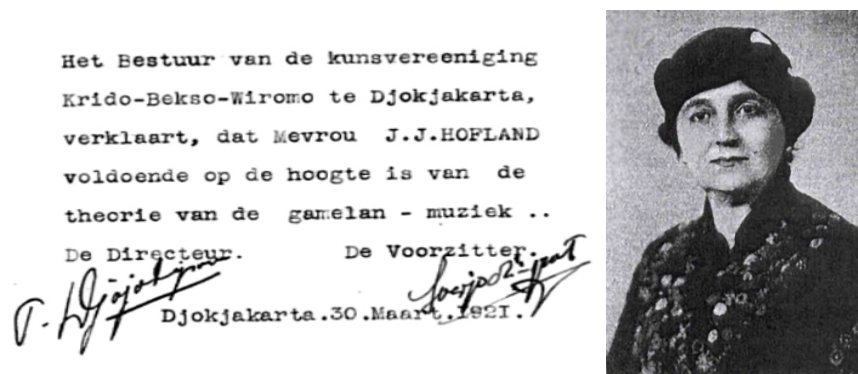 Het Bestuur van de kunsvereeniging
Krido-Bekso-Wiromo te Djokjakarta,
verklaart, dat Mevrou J.J.HOFLAND
voldoende op de hoogte is van de
theorie van de gamelan - muziek ..
De Directeur. De Voorzitter.
Djokjakarta.30.Maart.1921.